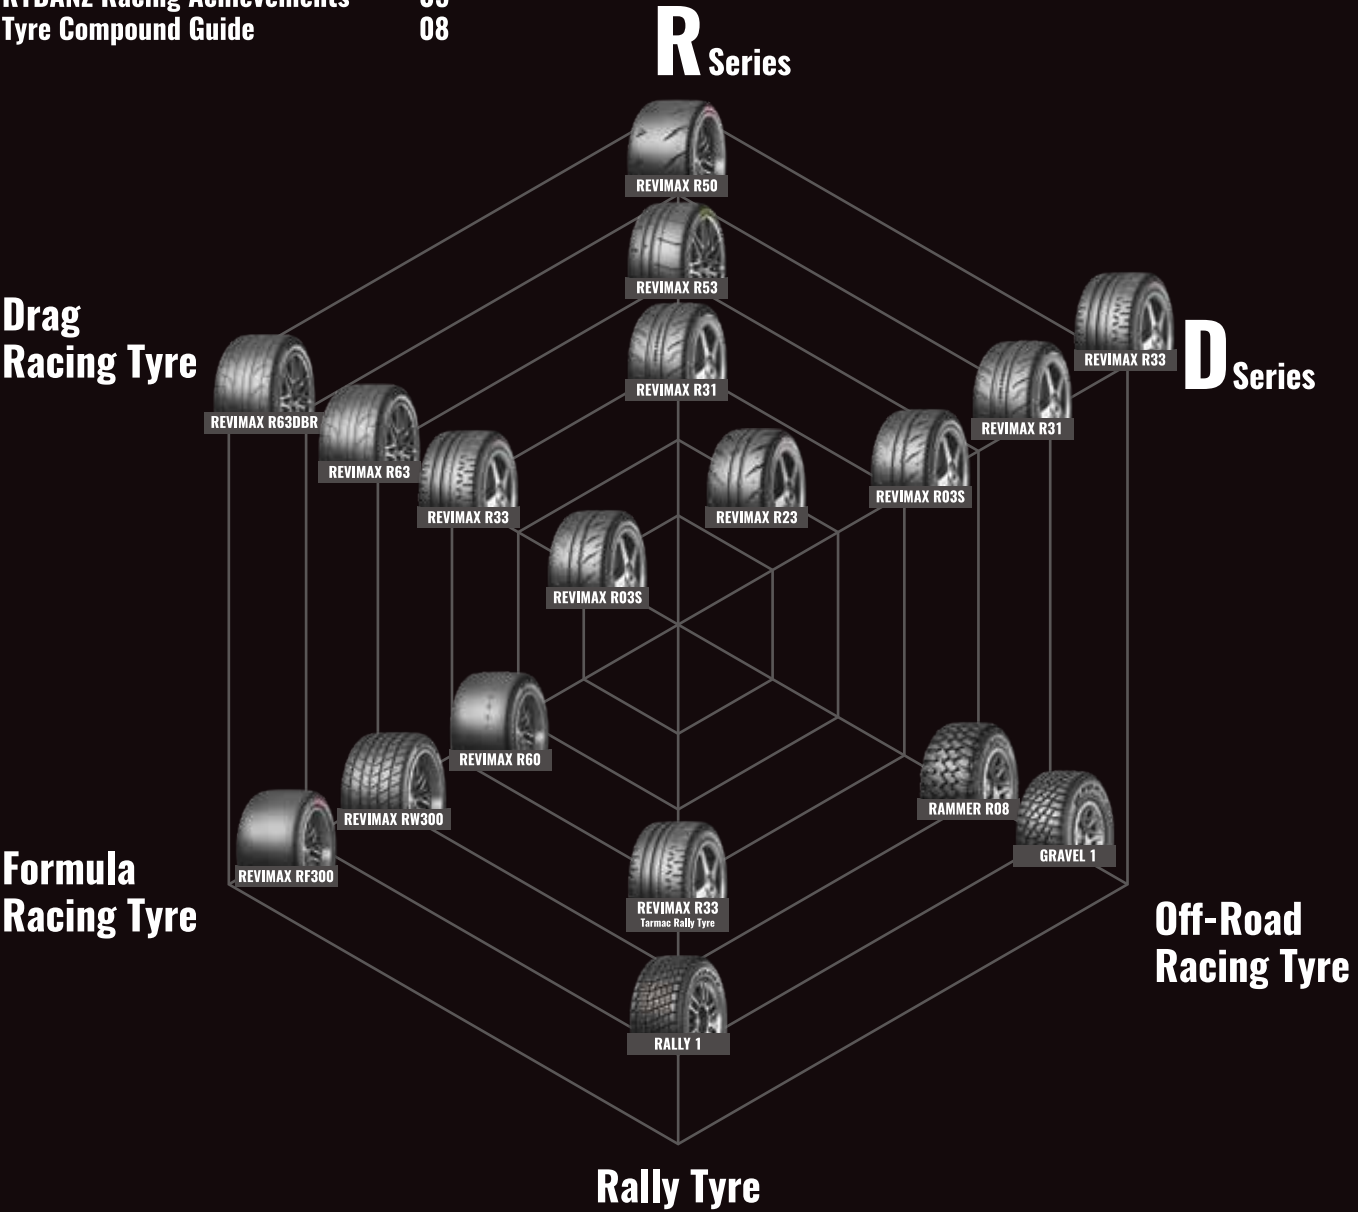 Tyre Compound Guide 08
R Series
REVIMAX R50
REVIMAX R53
REVIMAX R31
Drag
Racing Tyre
REVIMAX R63DBR
REVIMAX R63
REVIMAX R33
REVIMAX R03S
D Series
REVIMAX R33
REVIMAX R31
REVIMAX R03S
REVIMAX R23
Formula
Racing Tyre
REVIMAX R60
REVIMAX RW300
REVIMAX RF300
REVIMAX R33
Tarmac Rally Tyre
RALLY 1
Rally Tyre
RAMMER R08
GRAVEL 1
Off-Road
Racing Tyre